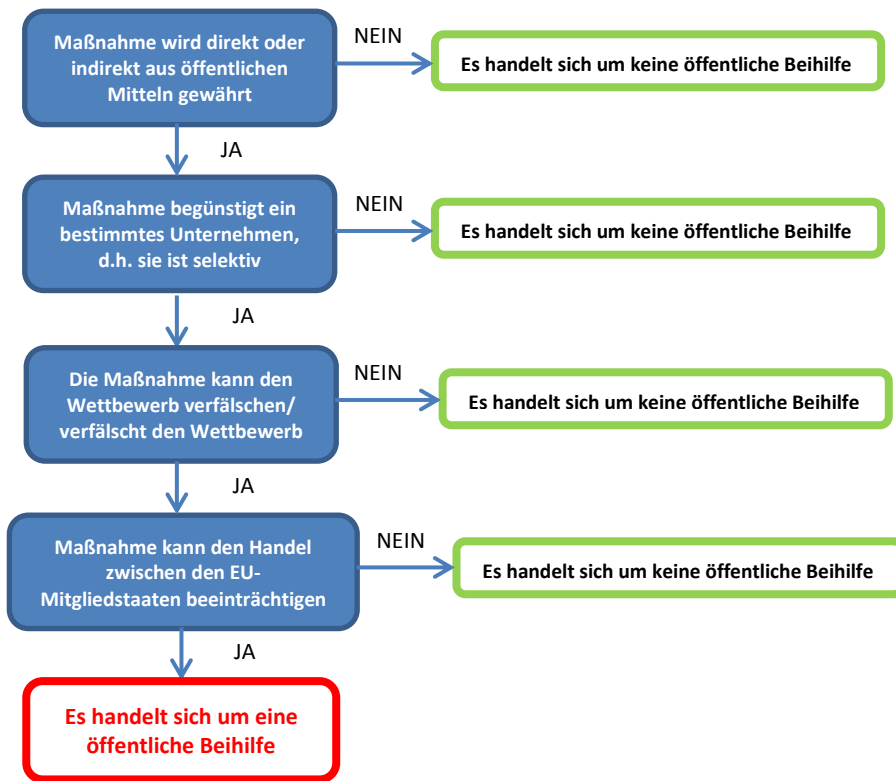 Maßnahme wird direkt oder
indirekt aus öffentlichen
Mitteln gewährt
NEIN
Es handelt sich um keine öffentliche Beihilfe
JA
Maßnahme begünstigt ein
bestimmtes Unternehmen,
d.h. sie ist selektiv
NEIN
Es handelt sich um keine öffentliche Beihilfe
JA
Die Maßnahme kann den
Wettbewerb verfälschen/
verfälscht den Wettbewerb
NEIN
Es handelt sich um keine öffentliche Beihilfe
JA
Maßnahme kann den Handel
zwischen den EU-
Mitgliedstaaten beeinträchtigen
NEIN
Es handelt sich um keine öffentliche Beihilfe
JA
Es handelt sich um eine
öffentliche Beihilfe